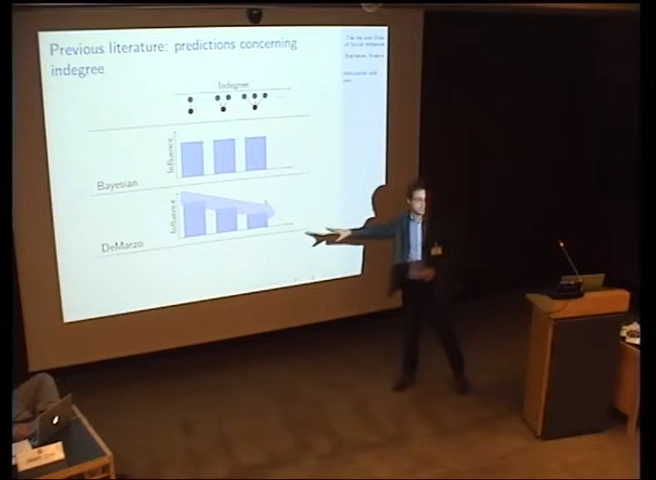 Previous literature: predictions concerning
indegree
Indegree
Influence
Bayesian
Influence
DeMarzo